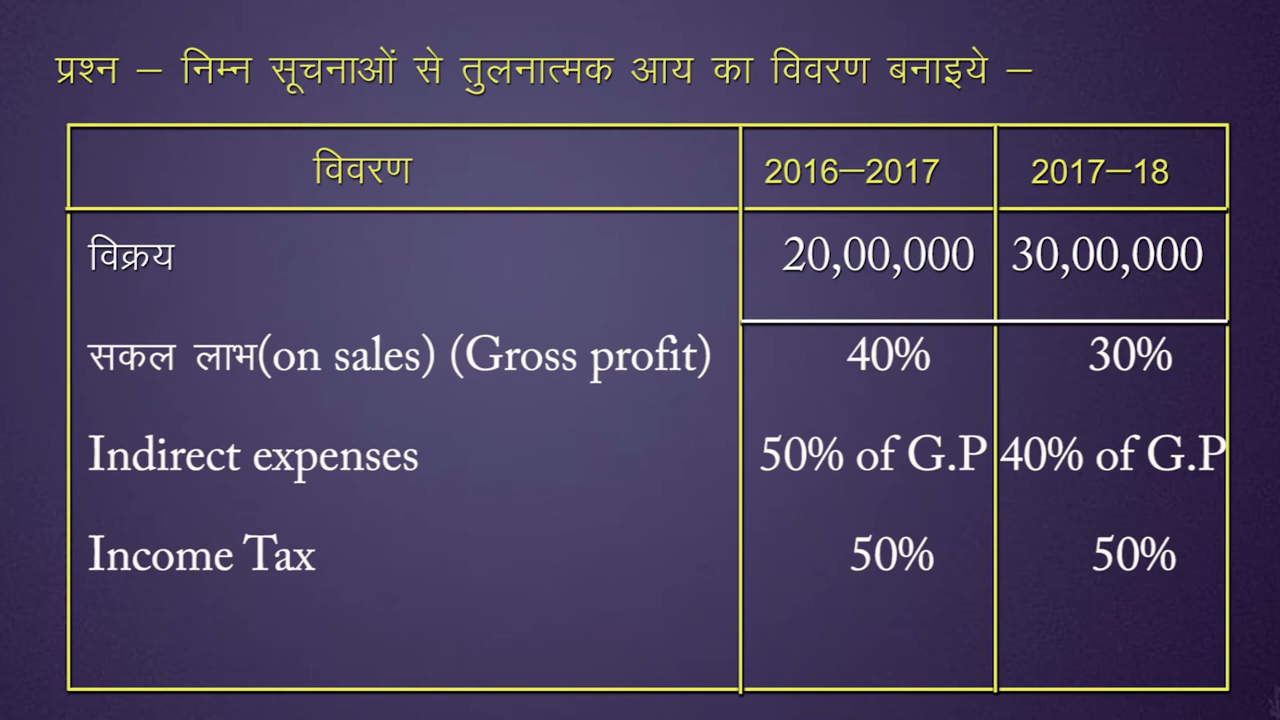 प्रश्न – निम्न सूचनाओं से तुलनात्मक आय का विवरण बनाइये –
विवरण 2016–2017 2017–18
विक्रय 20,00,000 30,00,000
सकल लाभ(on sales) (Gross profit) 40% 30%
Indirect expenses 50% of G.P 40% of G.P
Income Tax 50% 50%